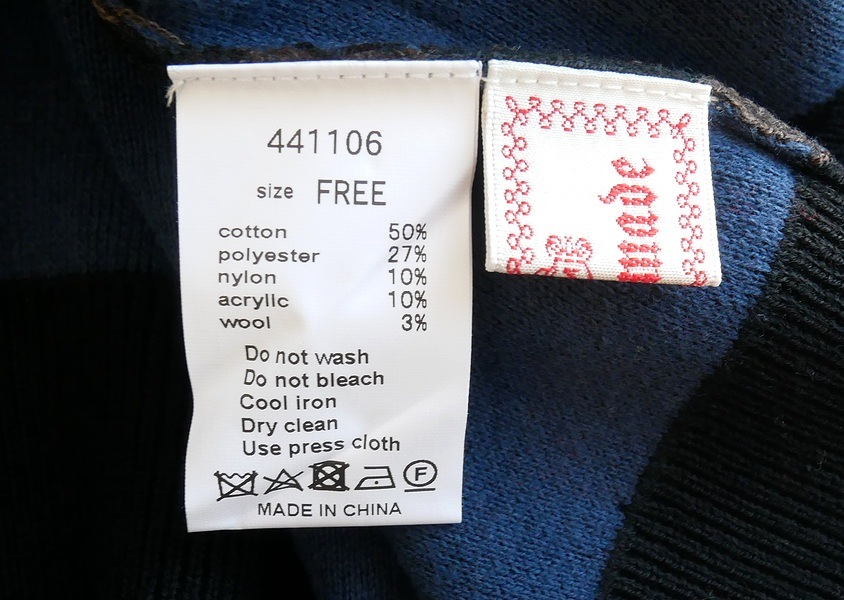 441106
size FREE
cotton 50%
polyester 27%
nylon 10%
acrylic 10%
wool 3%
Do not wash
Do not bleach
Cool iron
Dry clean
Use press cloth
F
MADE IN CHINA
made